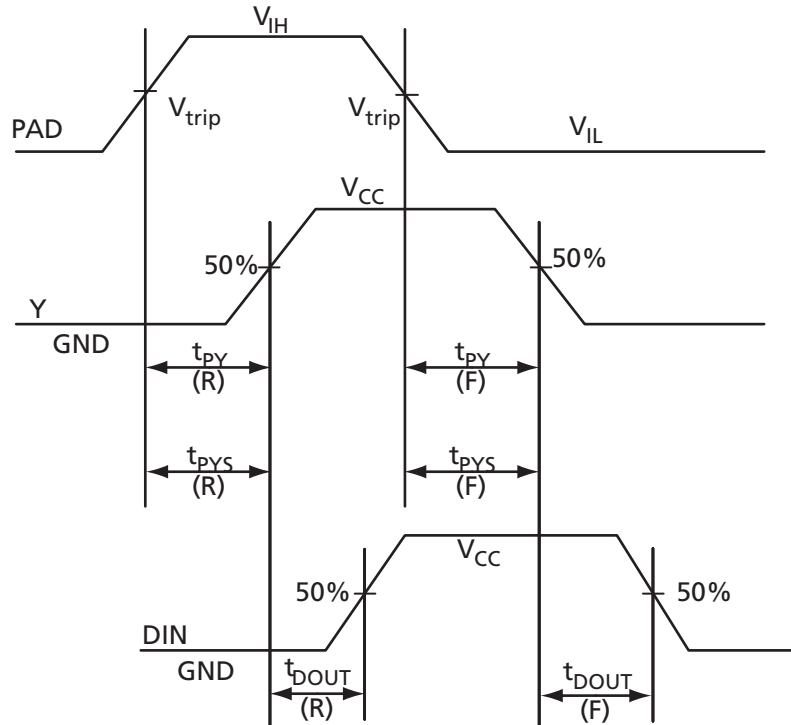 V_IH
V_trip
V_trip
PAD
V_IL
V_CC
50%
50%
Y
GND
t_PY
(R)
t_PY
(F)
t_PYS
(R)
t_PYS
(F)
V_CC
50%
50%
DIN
GND
t_DOUT
(R)
t_DOUT
(F)